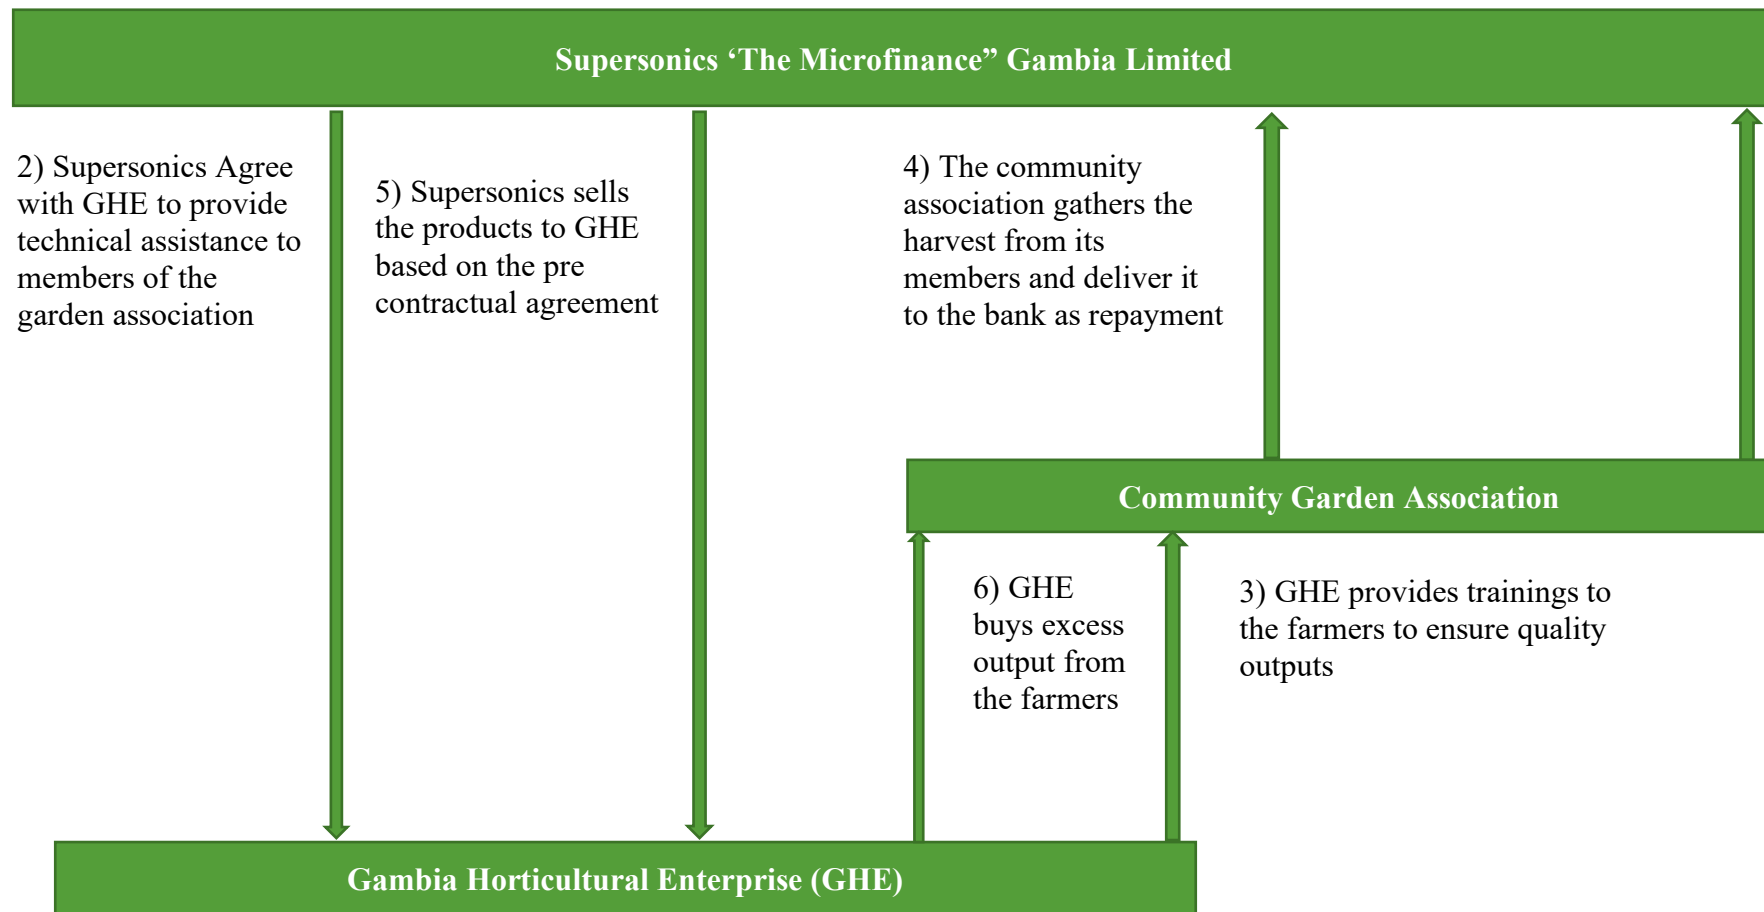 Supersonics ‘The Microfinance” Gambia Limited
2) Supersonics Agree
with GHE to provide
technical assistance to
members of the
garden association
5) Supersonics sells
the products to GHE
based on the pre
contractual agreement
4) The community
association gathers the
harvest from its
members and deliver it
to the bank as repayment
Community Garden Association
6) GHE
buys excess
output from
the farmers
3) GHE provides trainings to
the farmers to ensure quality
outputs
Gambia Horticultural Enterprise (GHE)